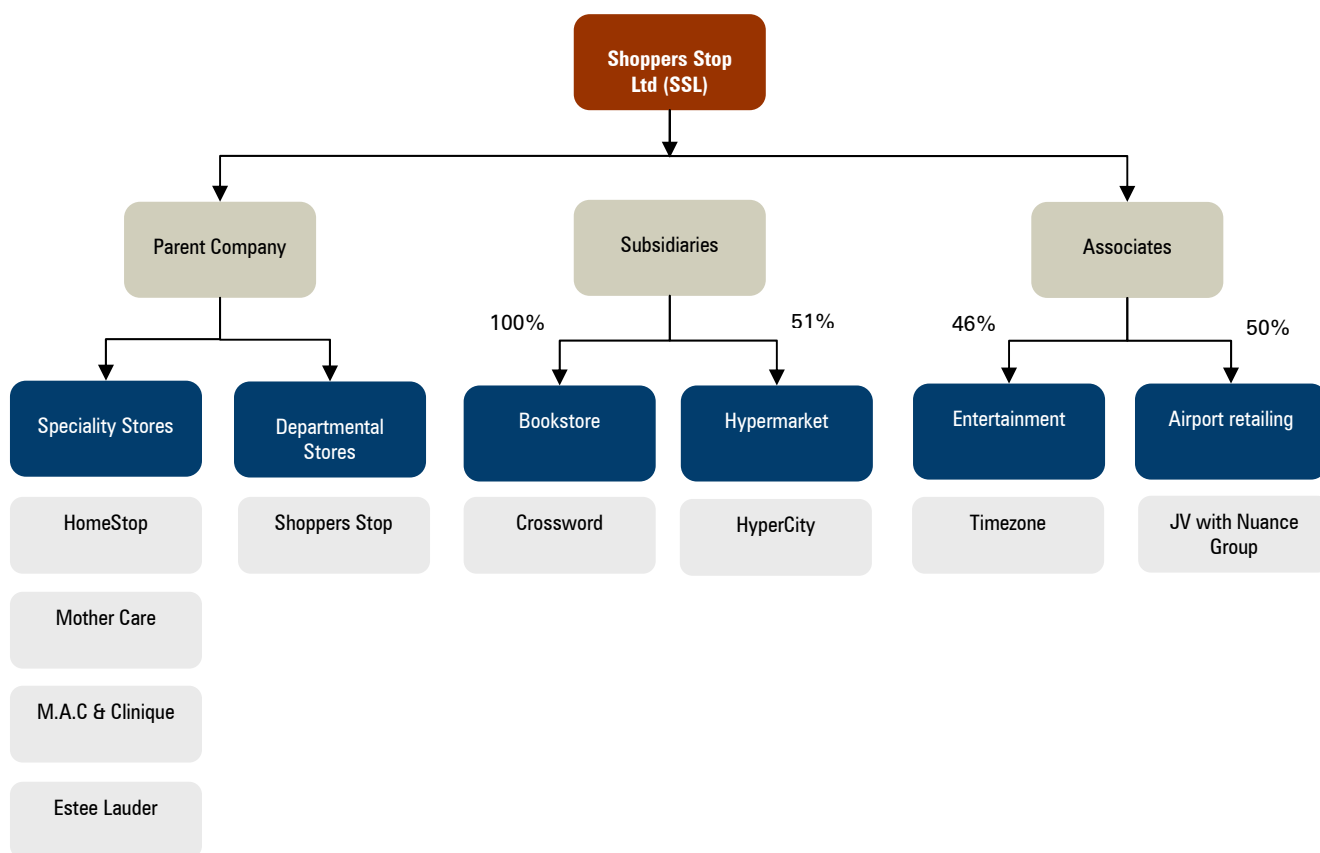 Shoppers Stop
Ltd (SSL)
Parent Company
Subsidiaries
Associates
100%
51%
46%
50%
Speciality Stores
Departmental
Stores
Bookstore
Hypermarket
Entertainment
Airport retailing
HomeStop
Shoppers Stop
Crossword
HyperCity
Timezone
JV with Nuance
Group
Mother Care
M.A.C & Clinique
Estee Lauder